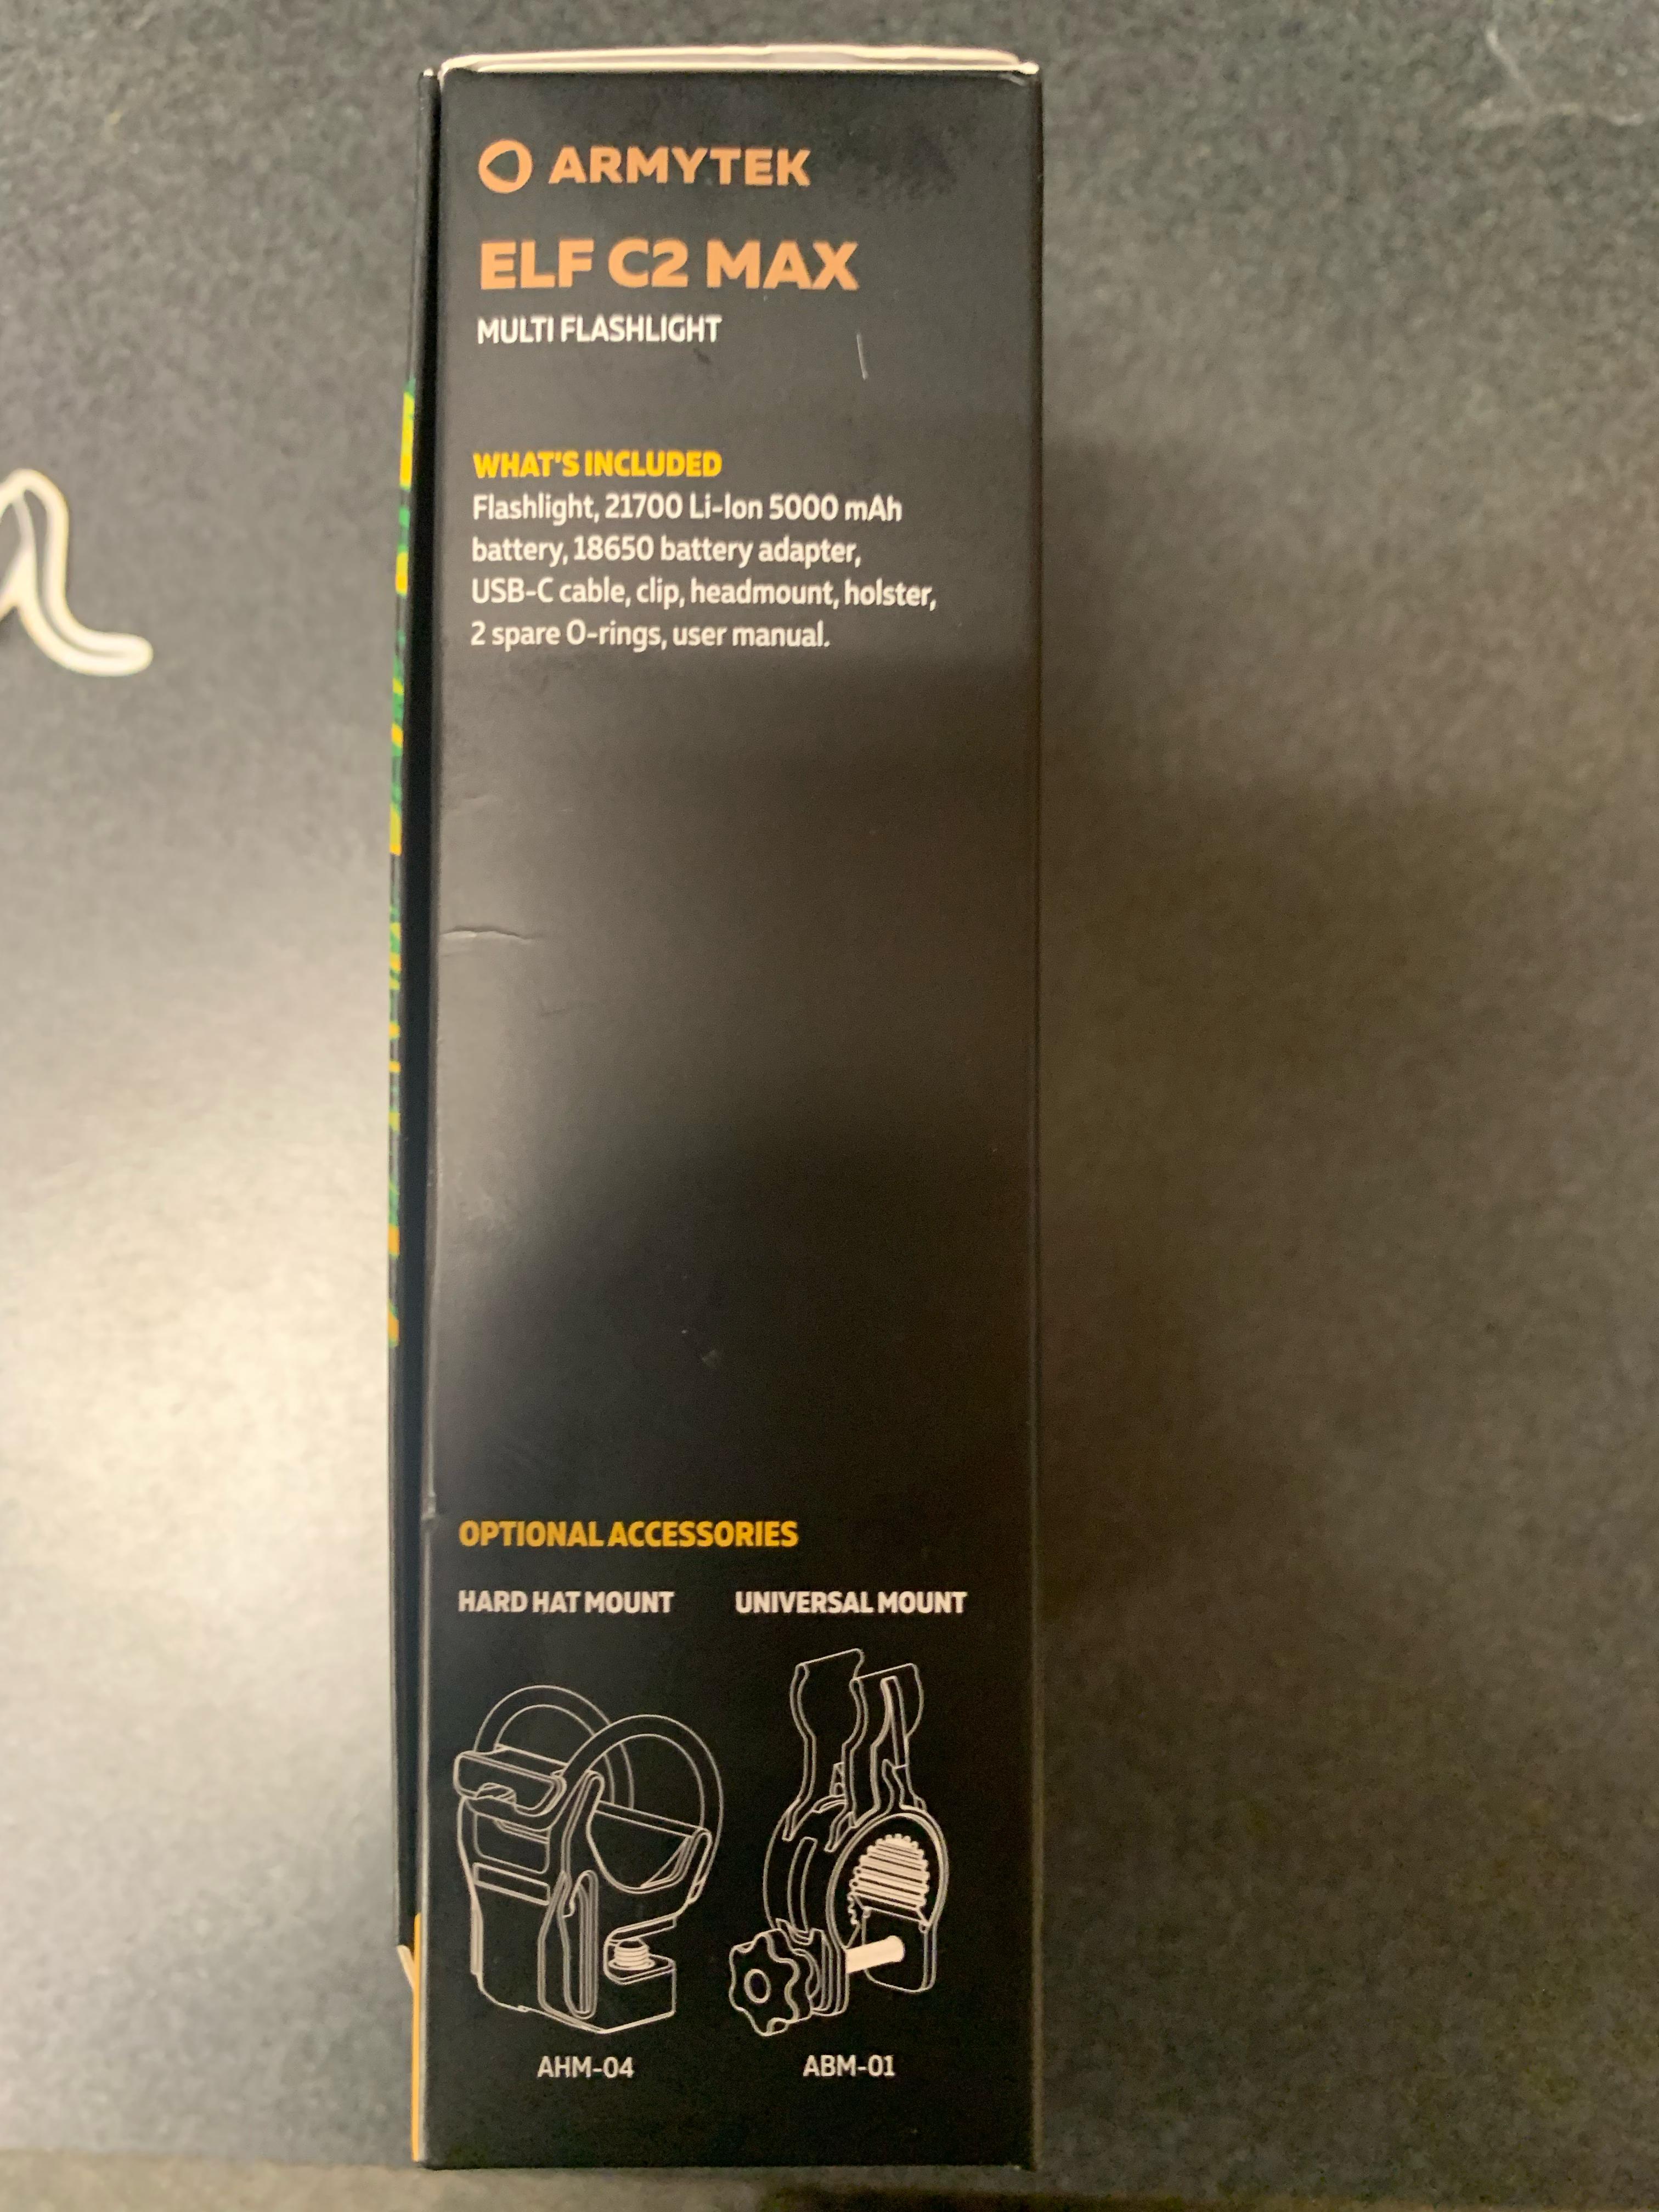 ARMYTEK
ELF C2 MAX
MULTI FLASHLIGHT
WHAT'S INCLUDED
Flashlight, 21700 Li-Ion 5000 mAh
battery, 18650 battery adapter,
USB-C cable, clip, headmount, holster,
2 spare O-rings, user manual.
OPTIONAL ACCESSORIES
HARD HAT MOUNT UNIVERSAL MOUNT
AHM-04 ABM-01